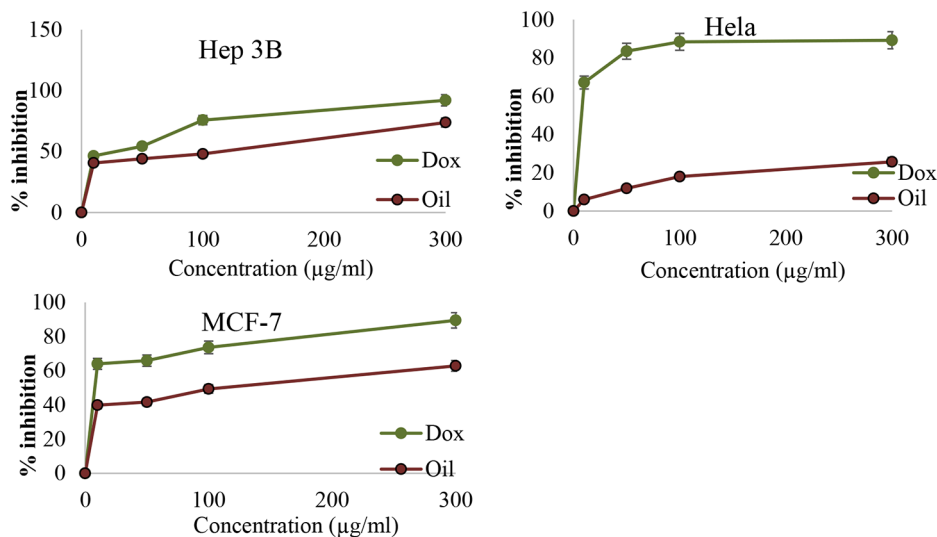 Hep 3B
% inhibition
150
100
50
0
0 100 200 300
Concentration (µg/ml)
Dox
Oil
Hela
% inhibition
100
80
60
40
20
0
0 100 200 300
Concentration (µg/ml)
Dox
Oil
MCF-7
% inhibition
100
80
60
40
20
0
0 100 200 300
Concentration (µg/ml)
Dox
Oil